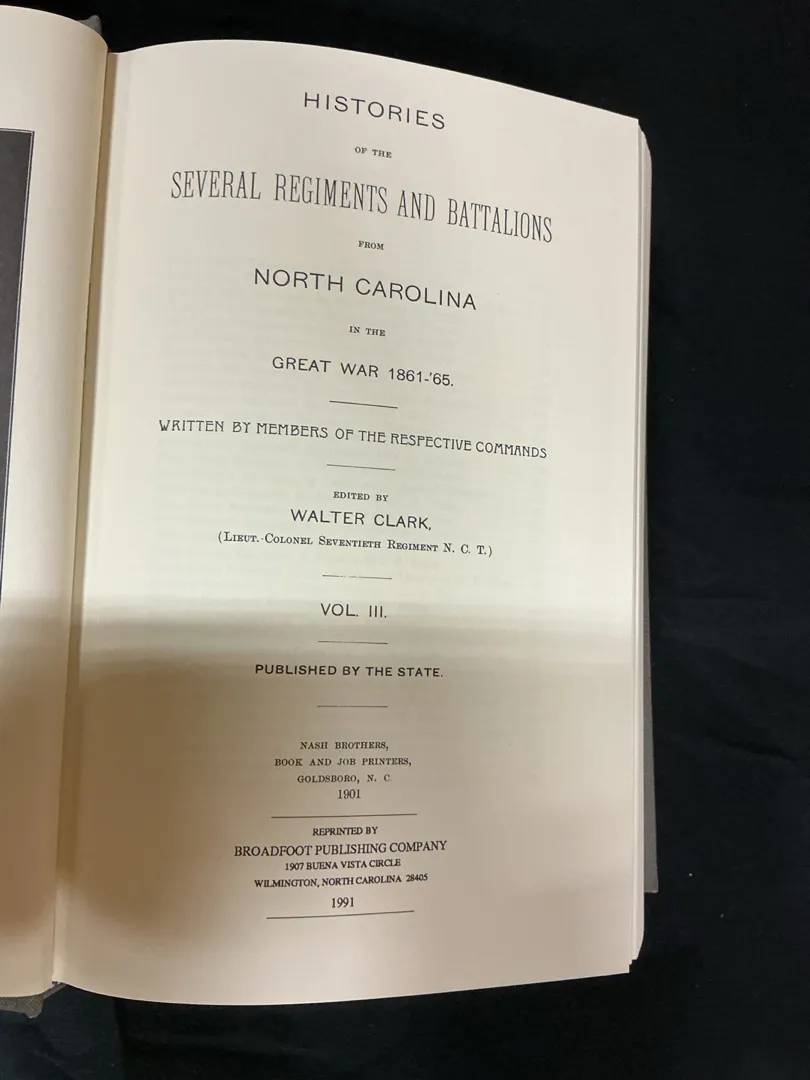 HISTORIES
OF THE
SEVERAL REGIMENTS AND BATTALIONS
FROM
NORTH CAROLINA
IN THE
GREAT WAR 1861-'65.
WRITTEN BY MEMBERS OF THE RESPECTIVE COMMANDS
EDITED BY
WALTER CLARK,
(LIEUT.-COLONEL SEVENTIETH REGIMENT N. C. T.)
VOL. III.
PUBLISHED BY THE STATE.
NASH BROTHERS,
BOOK AND JOB PRINTERS,
GOLDSBORO, N. C.
1901
REPRINTED BY
BROADFOOT PUBLISHING COMPANY
1907 BUENA VISTA CIRCLE
WILMINGTON, NORTH CAROLINA 28405
1991